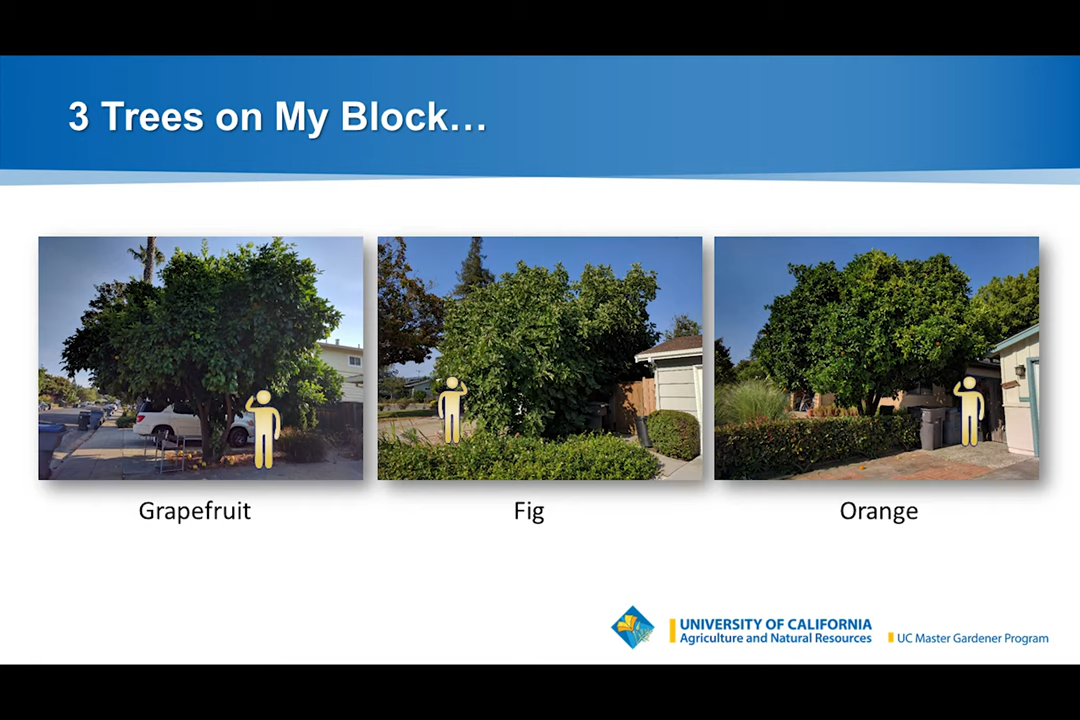 3 Trees on My Block…
Grapefruit
Fig
Orange
UNIVERSITY OF CALIFORNIA
Agriculture and Natural Resources
UC Master Gardener Program